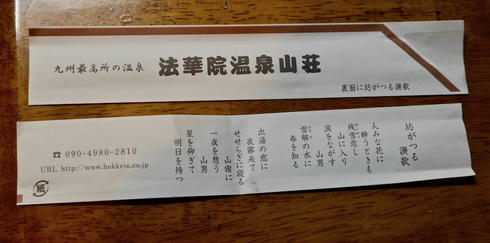 九州最高所の温泉
法華院温泉山荘
裏面に坊がつる讃歌
坊がつる
讃歌
人みな花に
酔うときも
残雪恋し
山に入り
涙をながす
山男
雪解の水に
春を知る
出湯の窓に
夜霧来て
せせらぎに寝る
山宿に
一夜を憩う
山男
星を仰ぎて
明日を待つ
☎ 090-4980-2810
URL http://www.hokkein.co.jp
紙